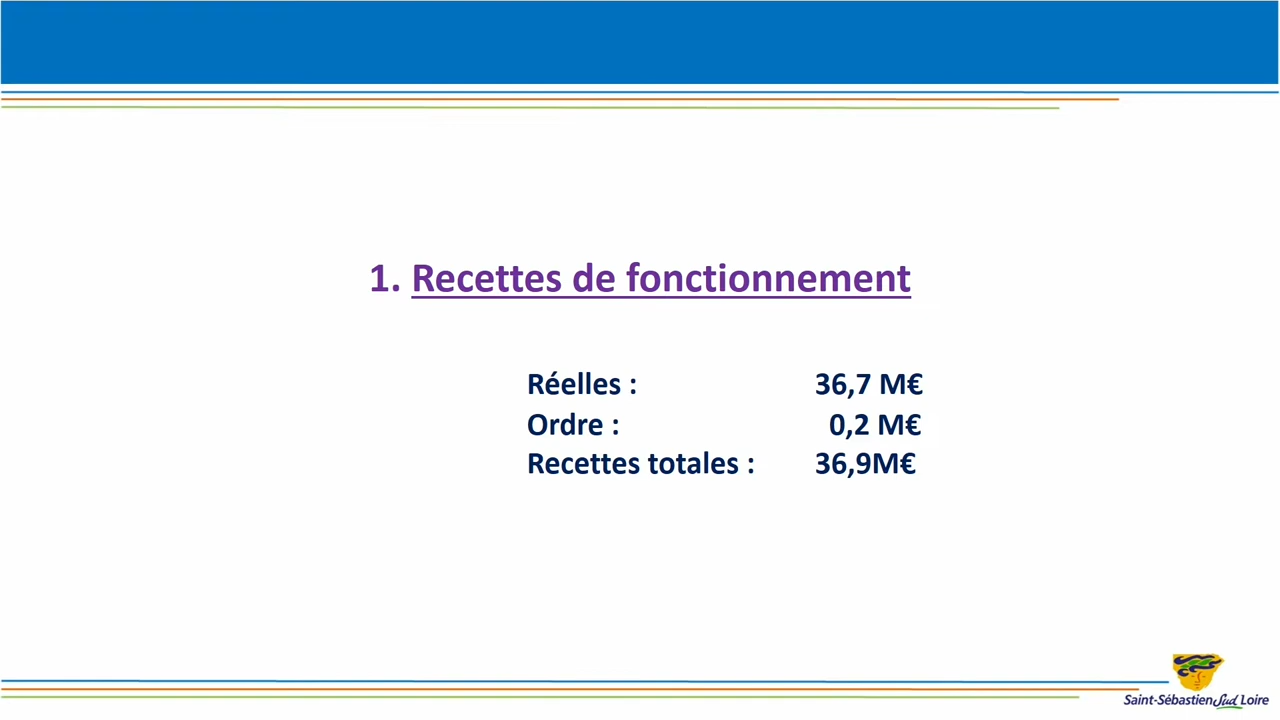 1. Recettes de fonctionnement
Réelles : 36,7 M€
Ordre : 0,2 M€
Recettes totales : 36,9M€
Saint-Sébastien Sud Loire